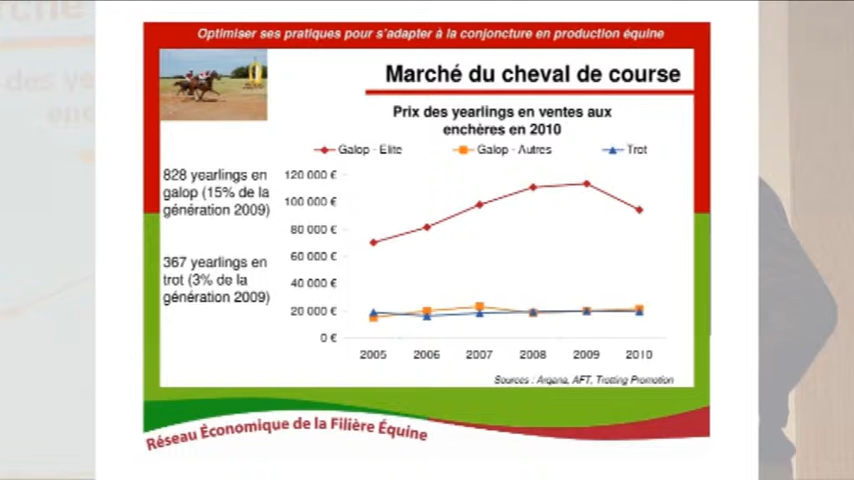 Optimiser ses pratiques pour s'adapter à la conjoncture en production équine
Marché du cheval de course
Prix des yearlings en ventes aux
enchères en 2010
Galop - Elite
Galop - Autres
Trot
828 yearlings en
galop (15% de la
génération 2009)
367 yearlings en
trot (3% de la
génération 2009)
120 000 €
100 000 €
80 000 €
60 000 €
40 000 €
20 000 €
0 €
2005 2006 2007 2008 2009 2010
Sources : Arqana, AFT, Trotting Promotion
Réseau Économique de la Filière Équine